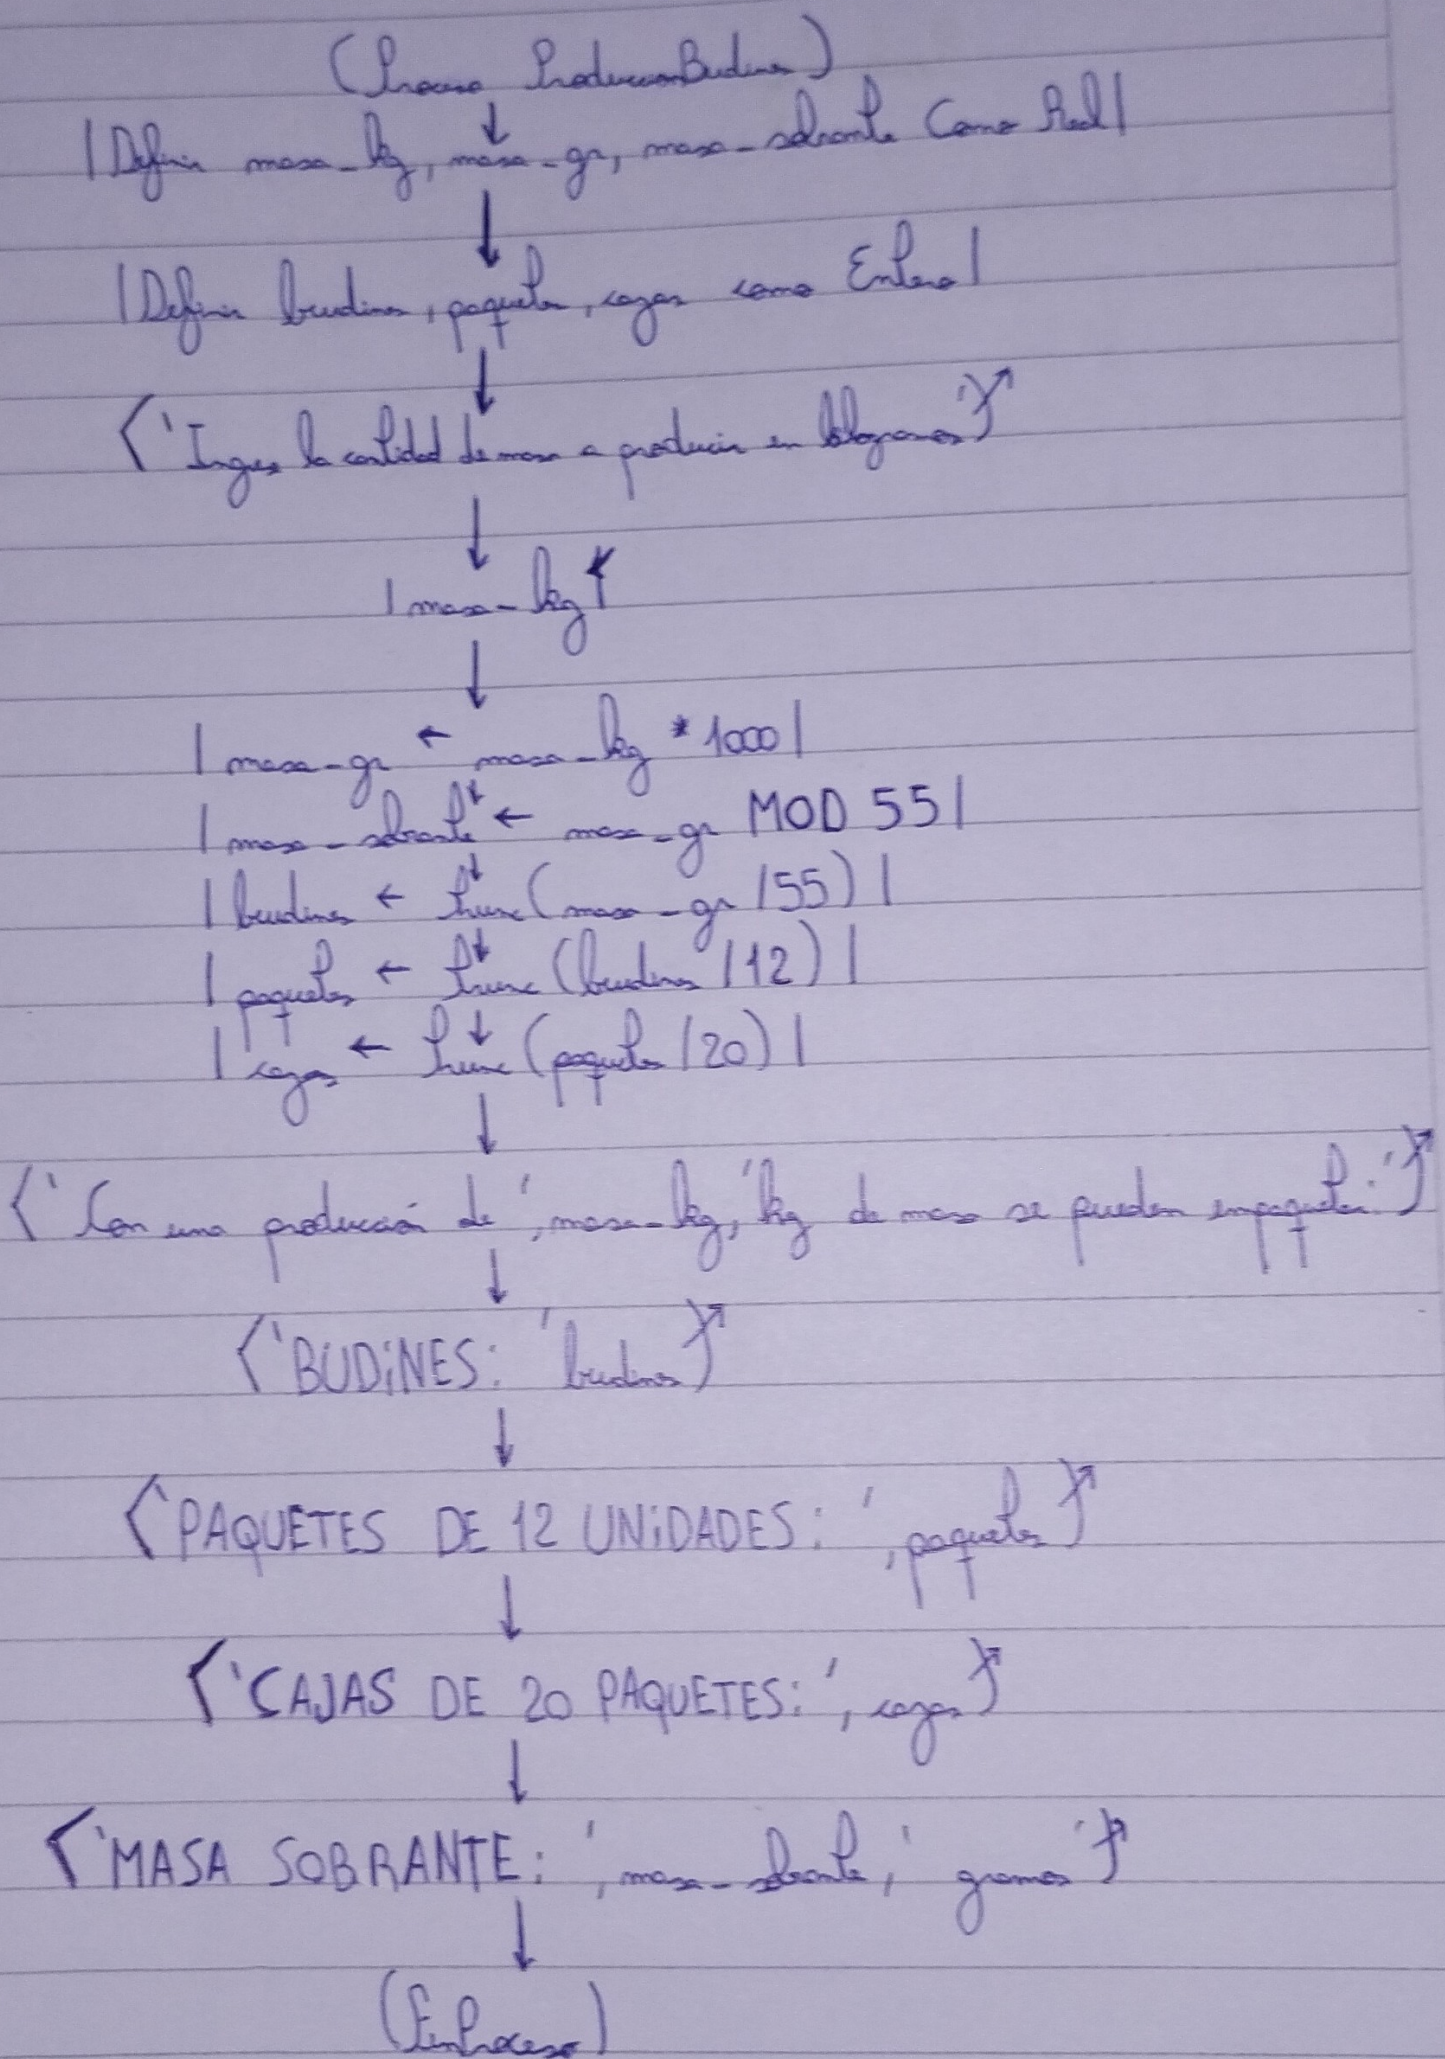 (Proceso ProduccionBudines)
|Definir masa_kg, masa_gr, masa_sobrante Como Real|
|Definir budines, paquetes, cajas como Entero|
'Ingrese la cantidad de masa a producir en kilogramos'
|masa_kg
|masa_gr ← masa_kg * 1000|
|masa_sobrante ← masa_gr MOD 55|
|budines ← trunc(masa_gr /55)|
|paquetes ← trunc(budines /12)|
|cajas ← trunc(paquetes /20)|
'Con una producción de ', masa_kg, 'kg de masa se pueden empaquetar:'
'BUDiNES: 'budines
'PAQUETES DE 12 UNiDADES: ', paquetes
'CAJAS DE 20 PAQUETES: ', cajas
'MASA SOBRANTE: ', masa_sobrante, ' gramos'
(FinProceso)